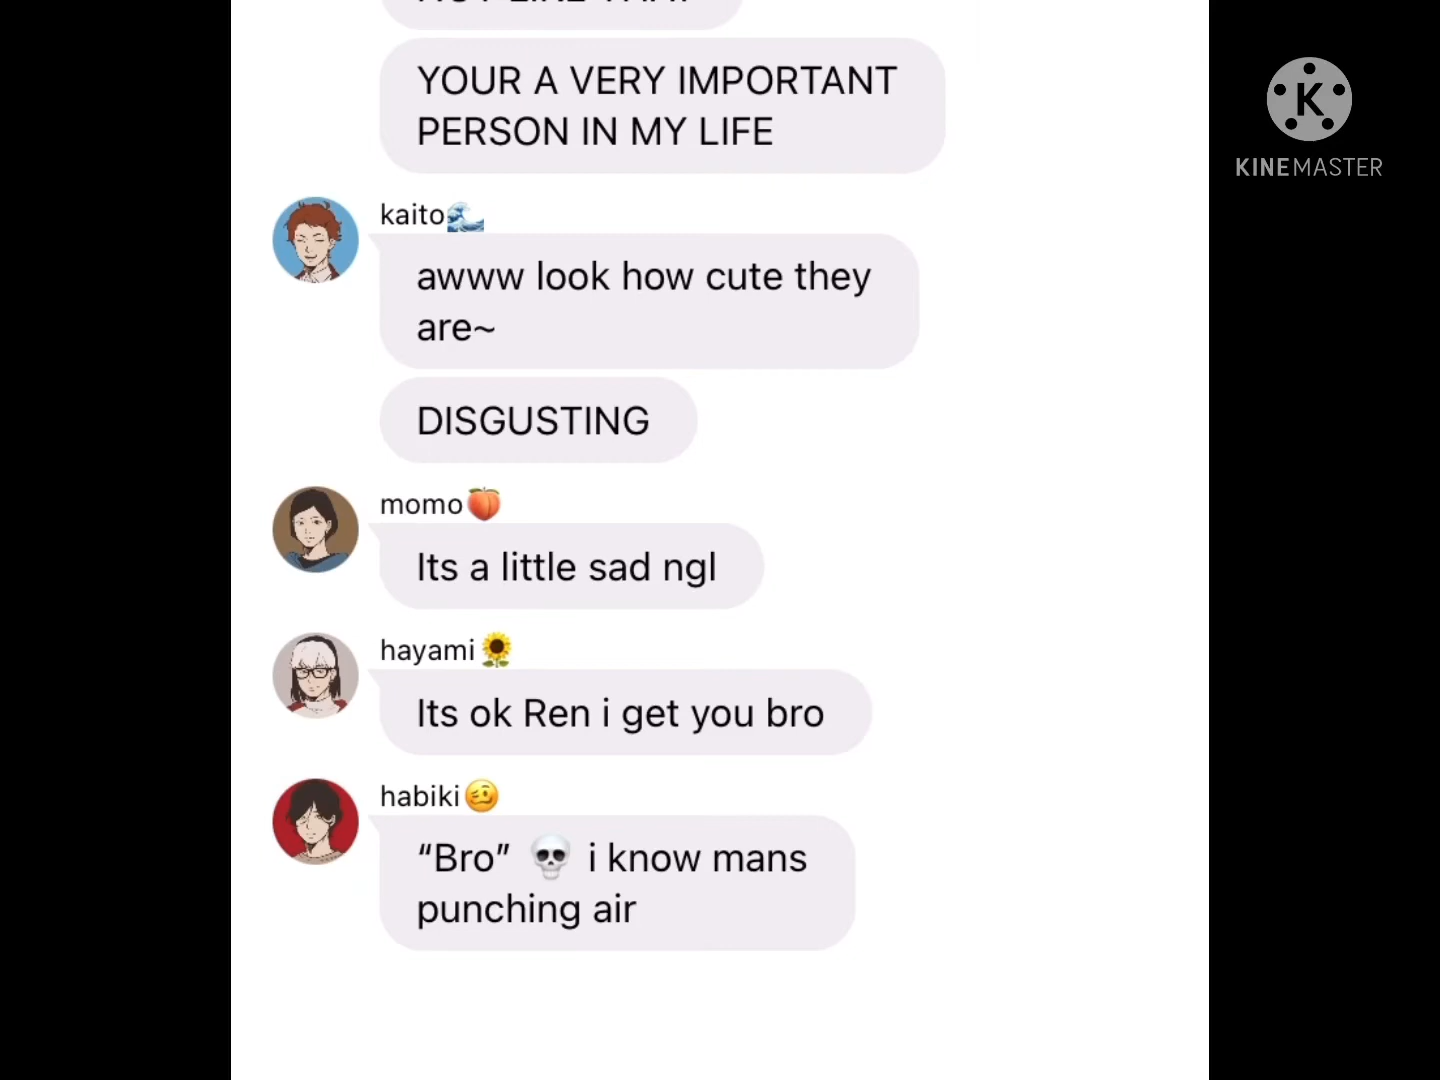 YOUR A VERY IMPORTANT
PERSON IN MY LIFE
kaito🌊
awww look how cute they
are~
DISGUSTING
momo🍑
Its a little sad ngl
hayami🌻
Its ok Ren i get you bro
habiki🥴
“Bro” 💀 i know mans
punching air
KINEMASTER